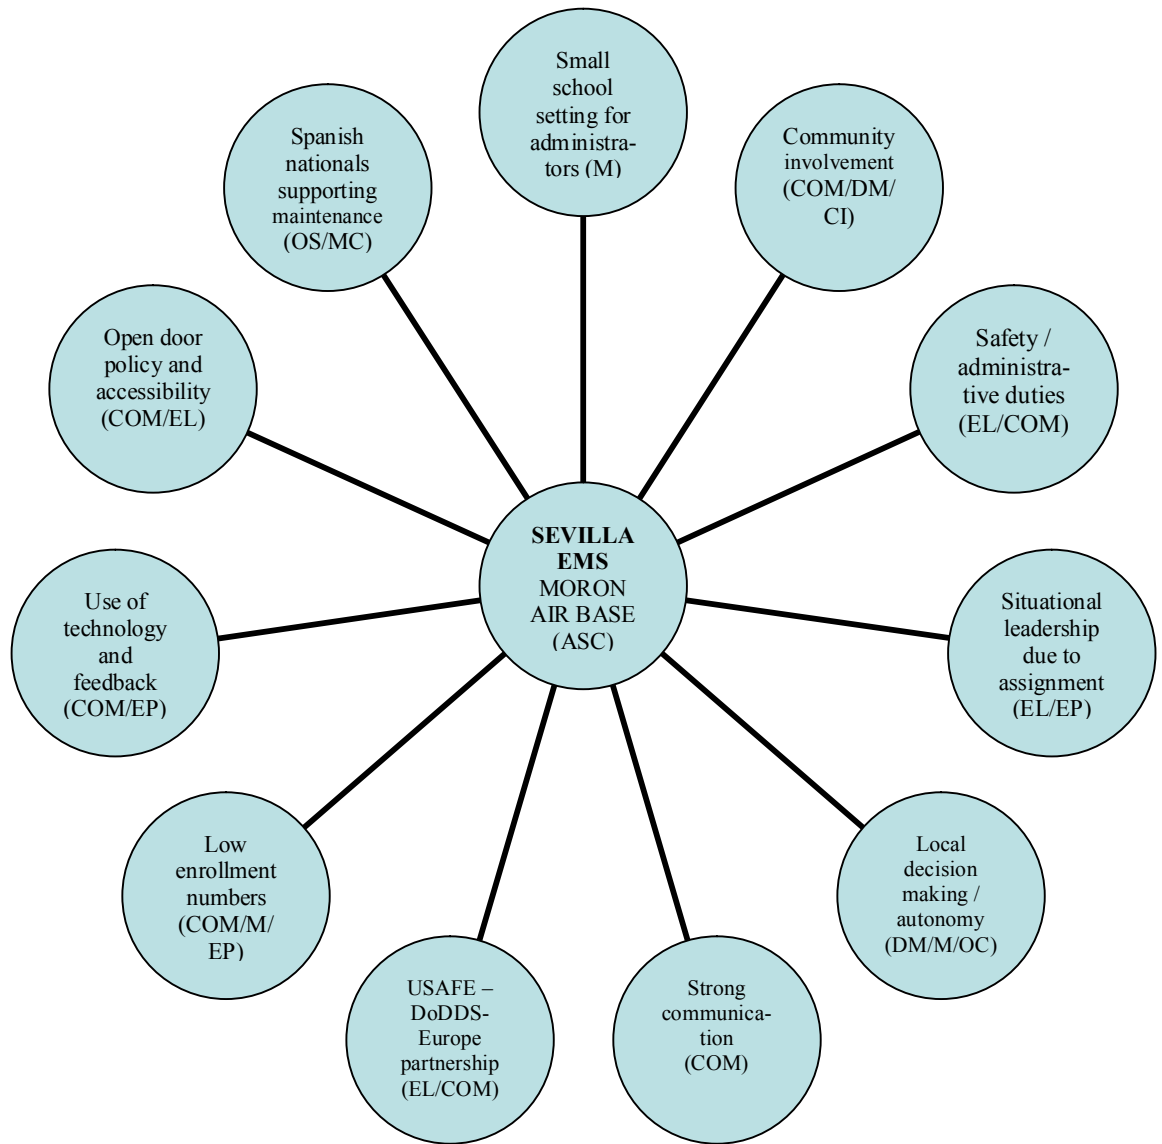 Small
school
setting for
administra-
tors (M)
Community
involvement
(COM/DM/
CI)
Safety /
administra-
tive duties
(EL/COM)
Situational
leadership
due to
assignment
(EL/EP)
Local
decision
making /
autonomy
(DM/M/OC)
Strong
communica-
tion
(COM)
USAFE –
DoDDS-
Europe
partnership
(EL/COM)
Low
enrollment
numbers
(COM/M/
EP)
Use of
technology
and
feedback
(COM/EP)
Open door
policy and
accessibility
(COM/EL)
Spanish
nationals
supporting
maintenance
(OS/MC)
SEVILLA
EMS
MORON
AIR BASE
(ASC)